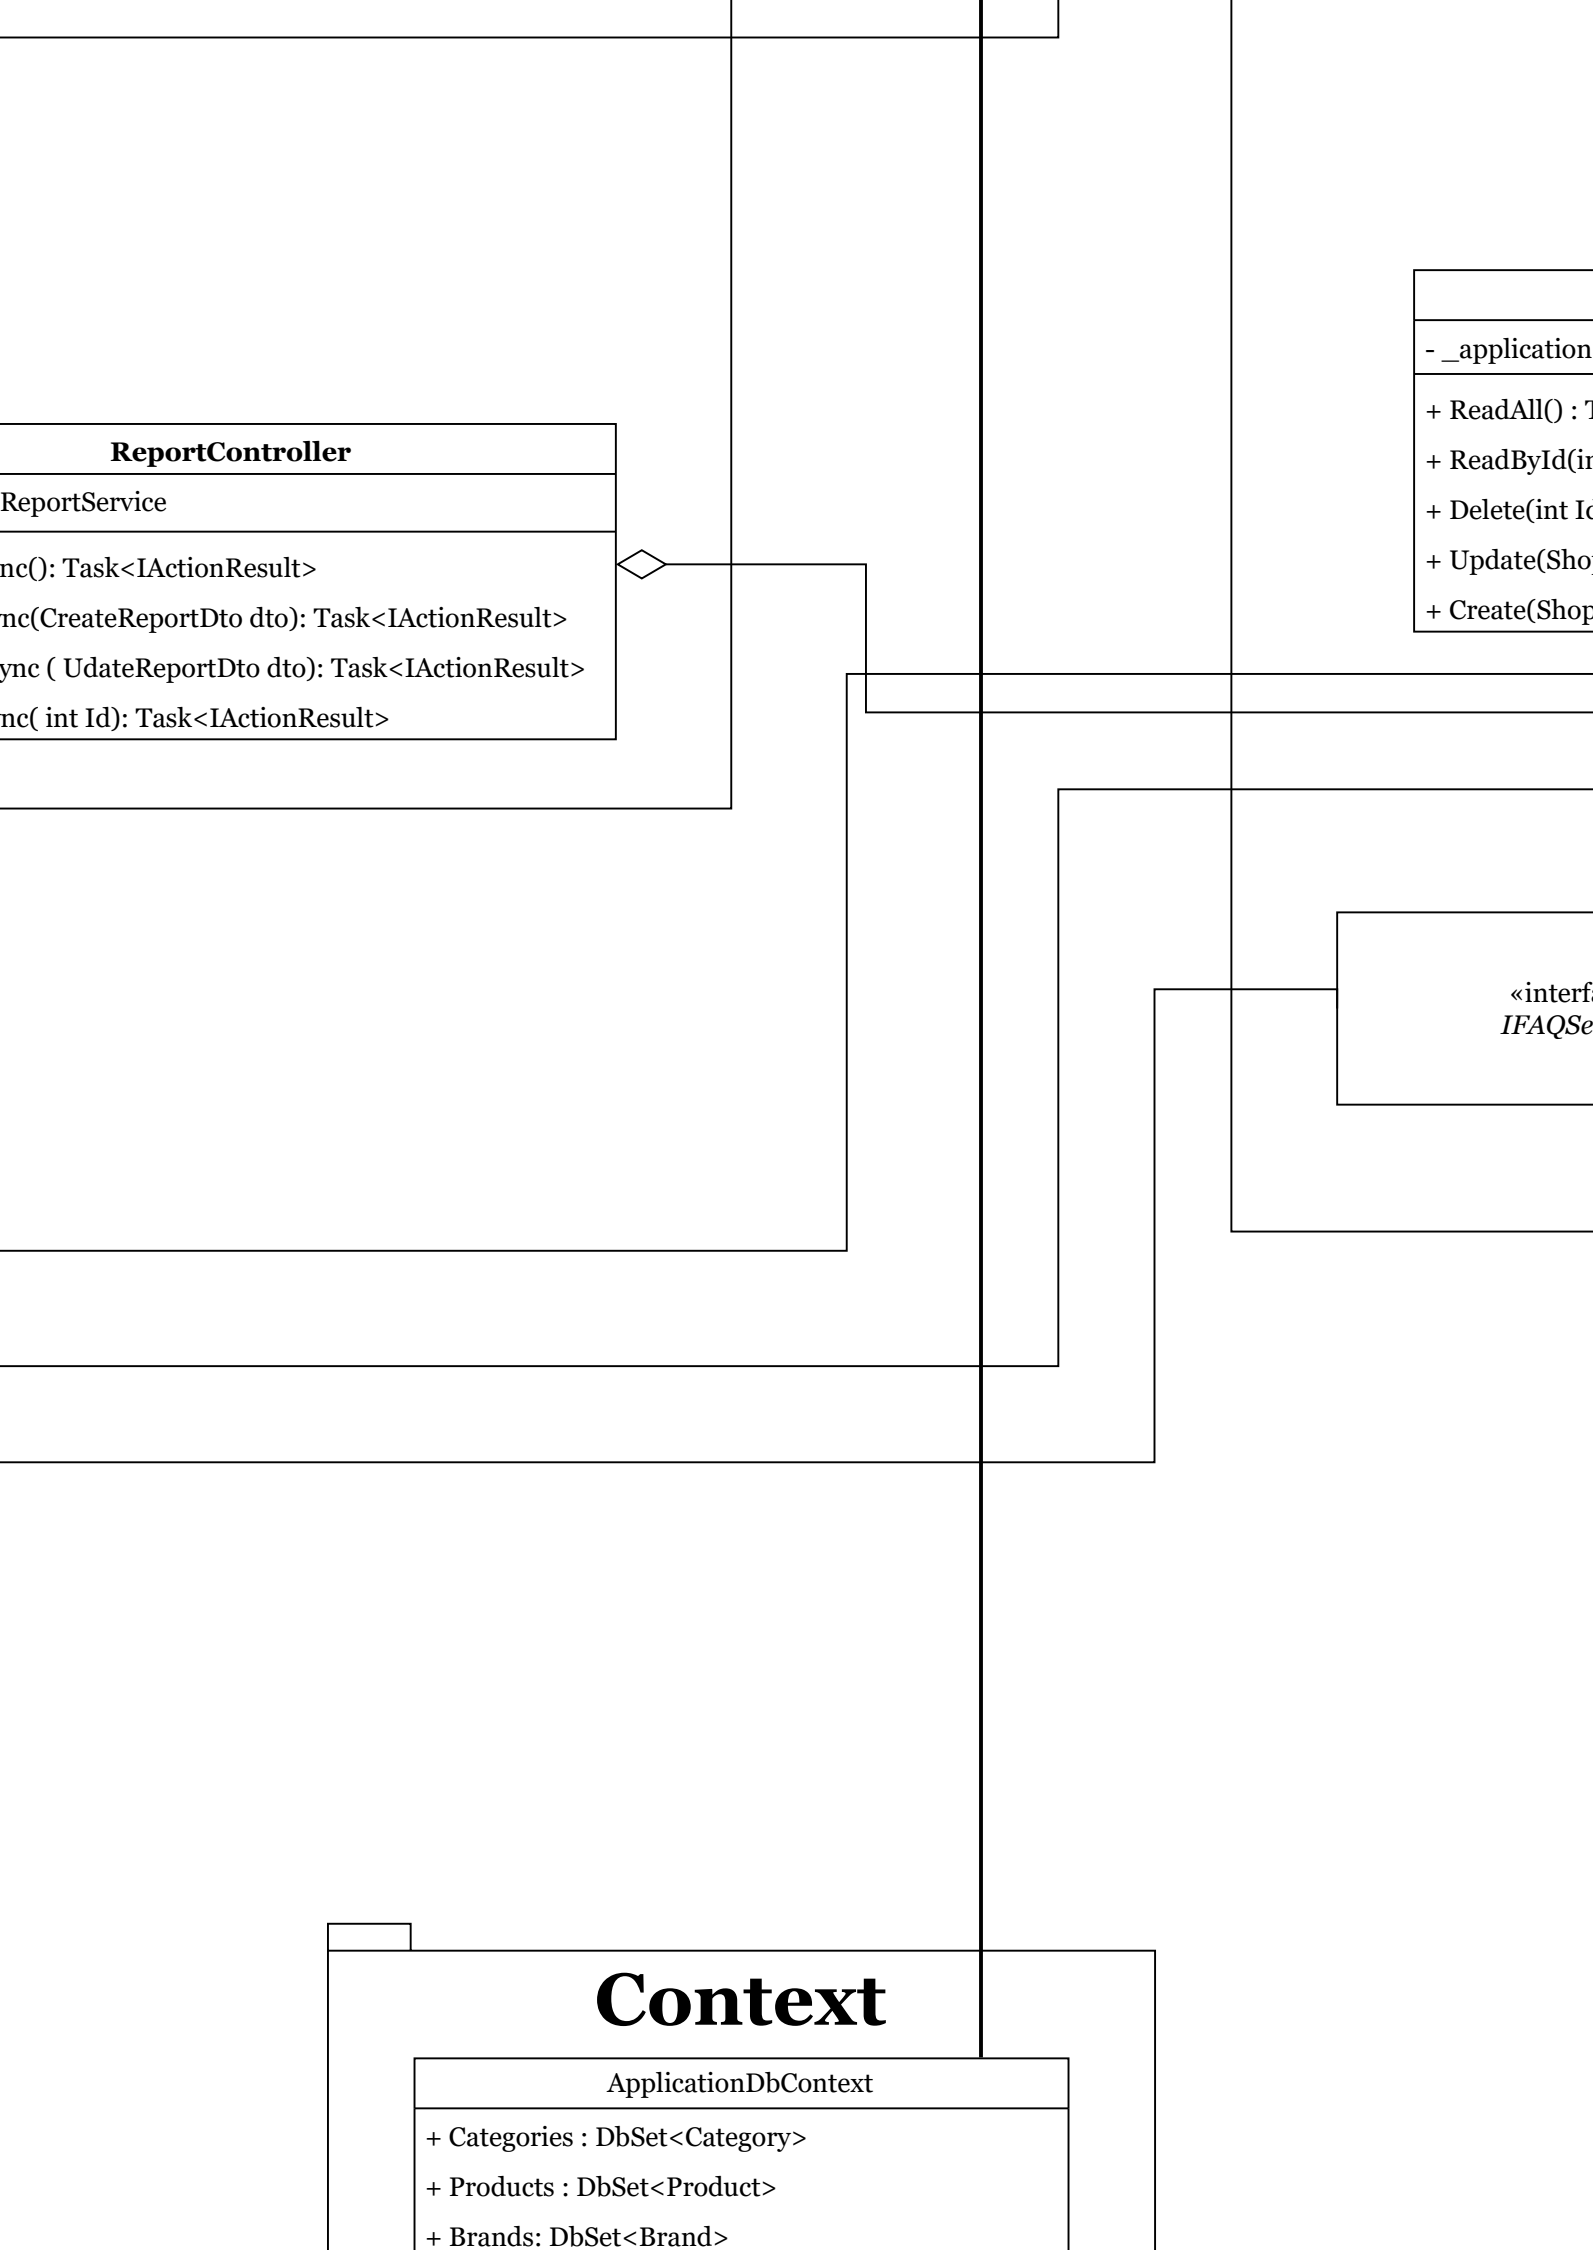 - _application
+ ReadAll() : T
+ ReadById(in
+ Delete(int Id
+ Update(Shop
+ Create(Shop
ReportController
ReportService
nc(): Task<IActionResult>
nc(CreateReportDto dto): Task<IActionResult>
ync ( UdateReportDto dto): Task<IActionResult>
nc( int Id): Task<IActionResult>
«interfa
IFAQSe
Context
ApplicationDbContext
+ Categories : DbSet<Category>
+ Products : DbSet<Product>
+ Brands: DbSet<Brand>